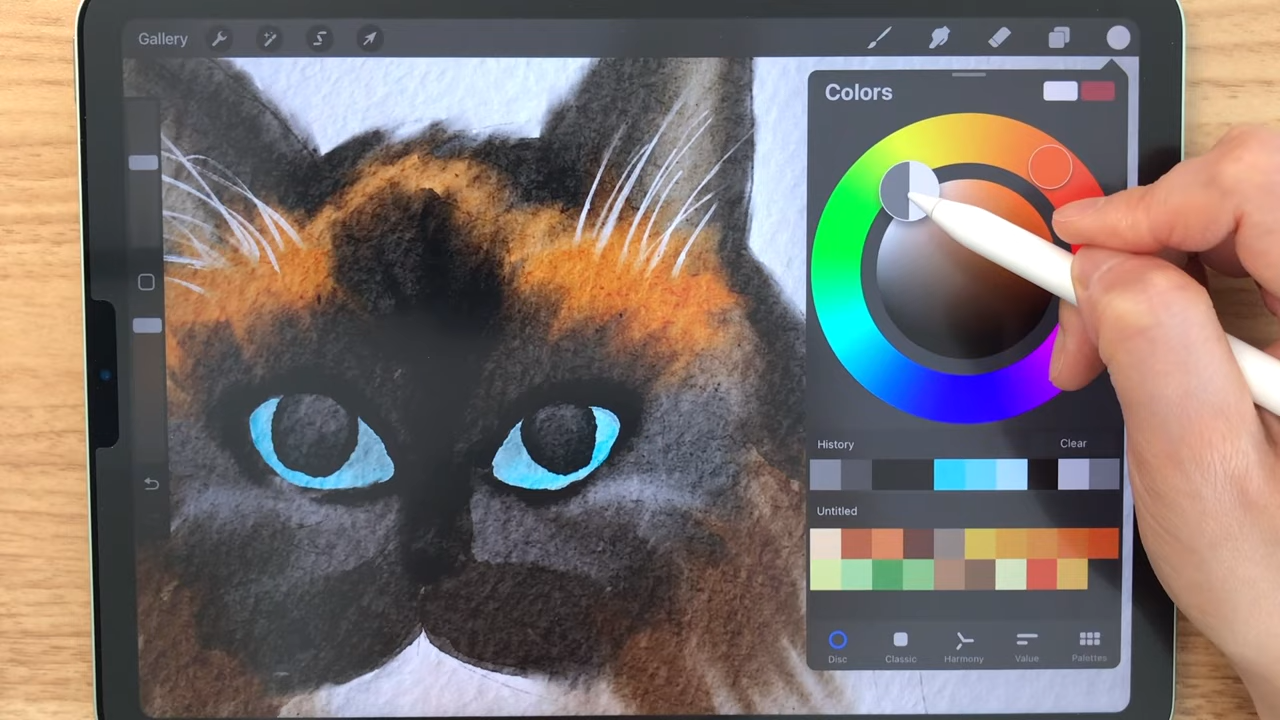 Gallery
Colors
History Clear
Untitled
Disc Classic Harmony Value Palettes